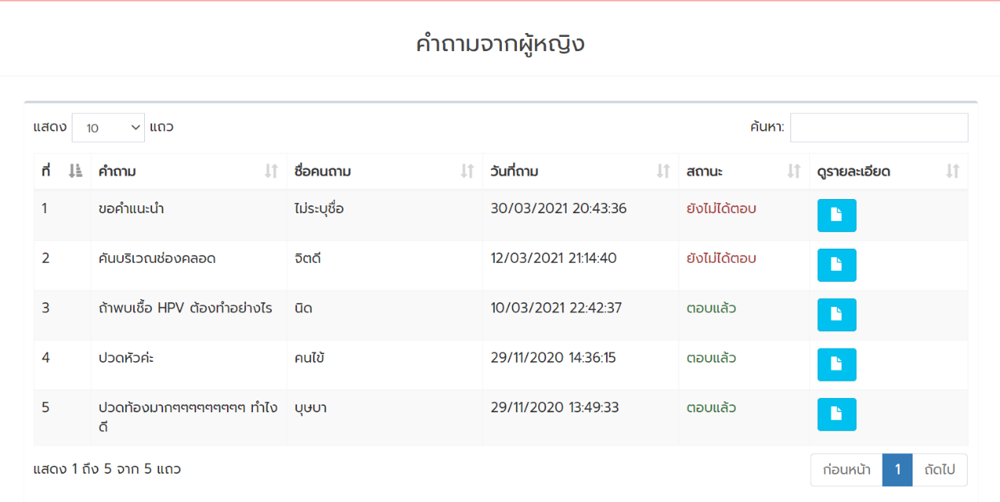 คำถามจากผู้หญิง
แสดง 10 แถว ค้นหา:
ที่ คำถาม ชื่อคนถาม วันที่ถาม สถานะ ดูรายละเอียด
1 ขอคำแนะนำ ไม่ระบุชื่อ 30/03/2021 20:43:36 ยังไม่ได้ตอบ
2 คันบริเวณช่องคลอด จิตดี 12/03/2021 21:14:40 ยังไม่ได้ตอบ
3 ถ้าพบเชื้อ HPV ต้องทำอย่างไร นิด 10/03/2021 22:42:37 ตอบแล้ว
4 ปวดหัวค่ะ คนไข้ 29/11/2020 14:36:15 ตอบแล้ว
5 ปวดท้องมากๆๆๆๆๆๆๆๆๆ ทำไง บุษบา 29/11/2020 13:49:33 ตอบแล้ว
ดี
แสดง 1 ถึง 5 จาก 5 แถว ก่อนหน้า 1 ถัดไป